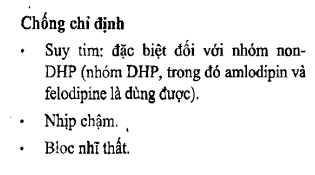 Chống chỉ định
• Suy tim: đặc biệt đối với nhóm non-
DHP (nhóm DHP, trong đó amlodipin và
felodipine là dùng được).
• Nhịp chậm.
• Bloc nhĩ thất.